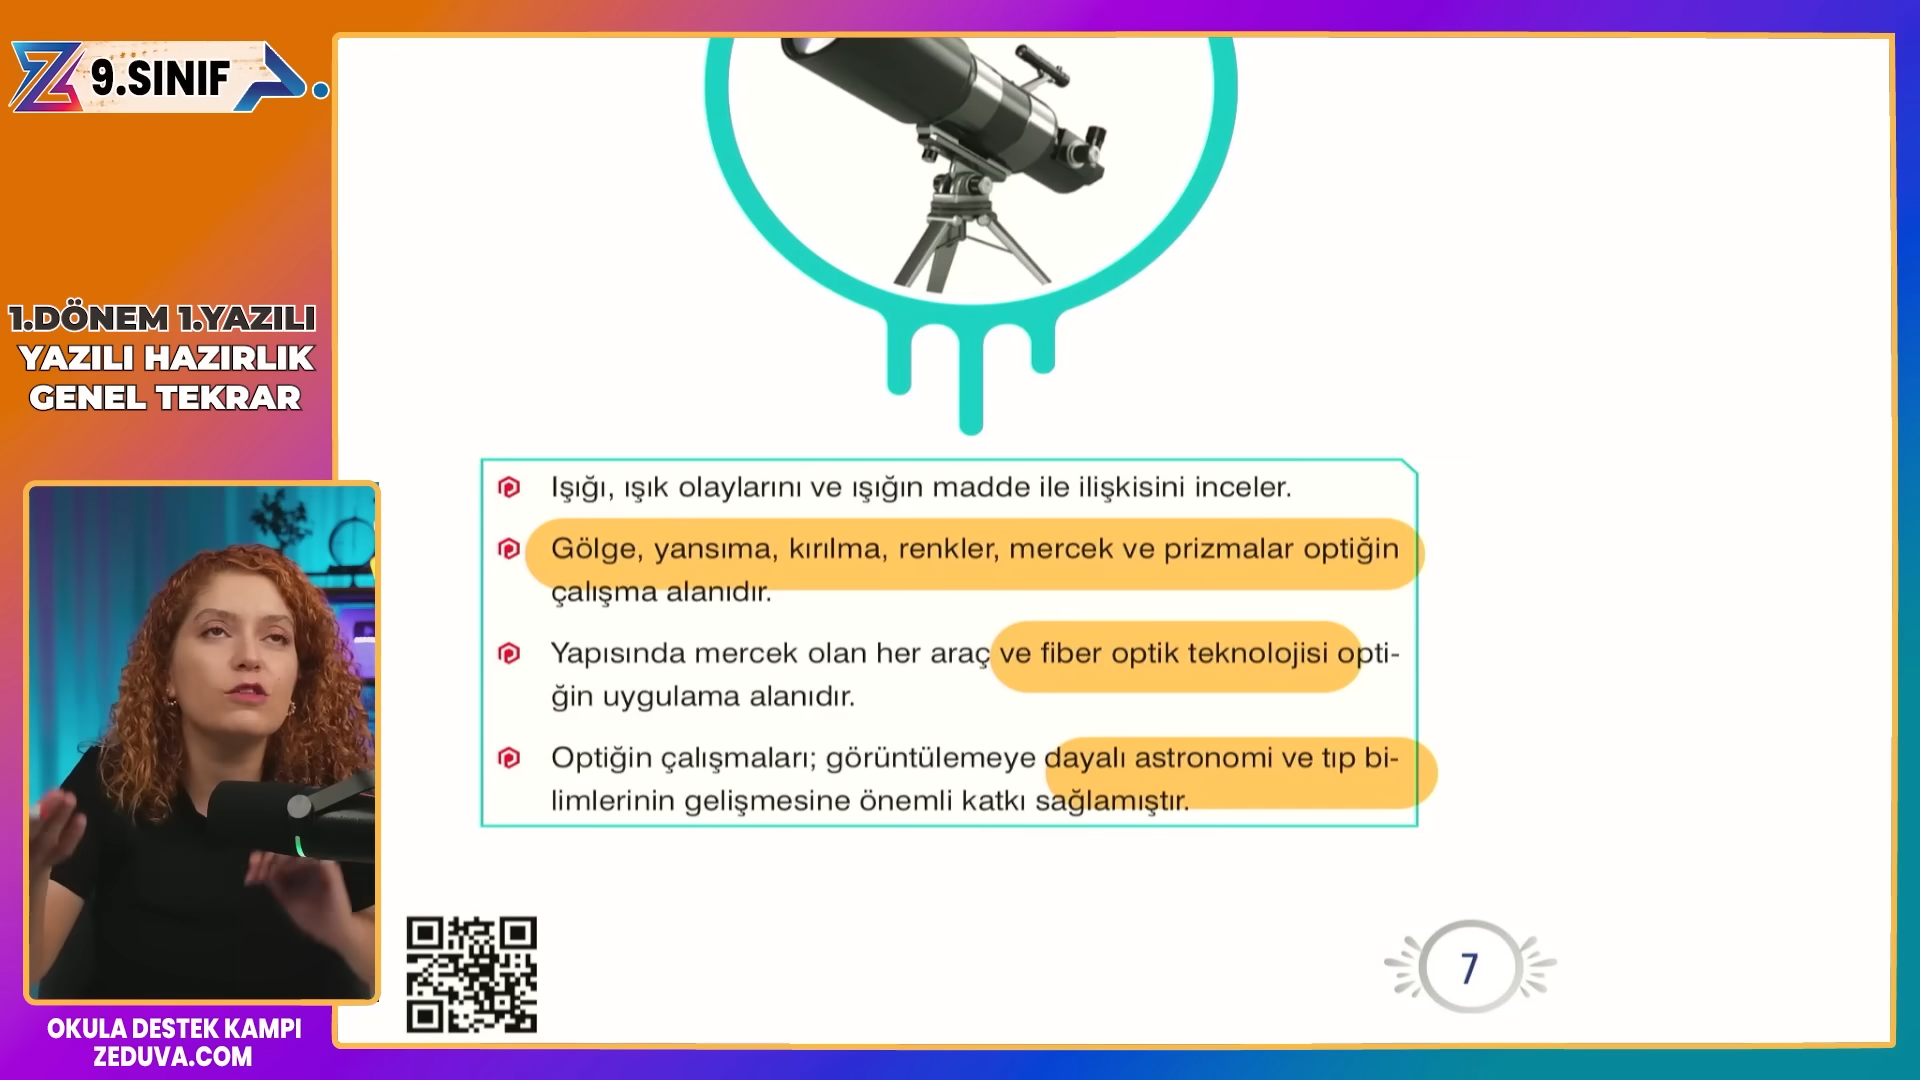 9.SINIF
1.DÖNEM 1.YAZILI
YAZILI HAZIRLIK
GENEL TEKRAR
Işığı, ışık olaylarını ve ışığın madde ile ilişkisini inceler.
Gölge, yansıma, kırılma, renkler, mercek ve prizmalar optiğin
çalışma alanıdır.
Yapısında mercek olan her araç ve fiber optik teknolojisi opti-
ğin uygulama alanıdır.
Optiğin çalışmaları; görüntülemeye dayalı astronomi ve tıp bi-
limlerinin gelişmesine önemli katkı sağlamıştır.
7
OKULA DESTEK KAMPI
ZEDUVA.COM